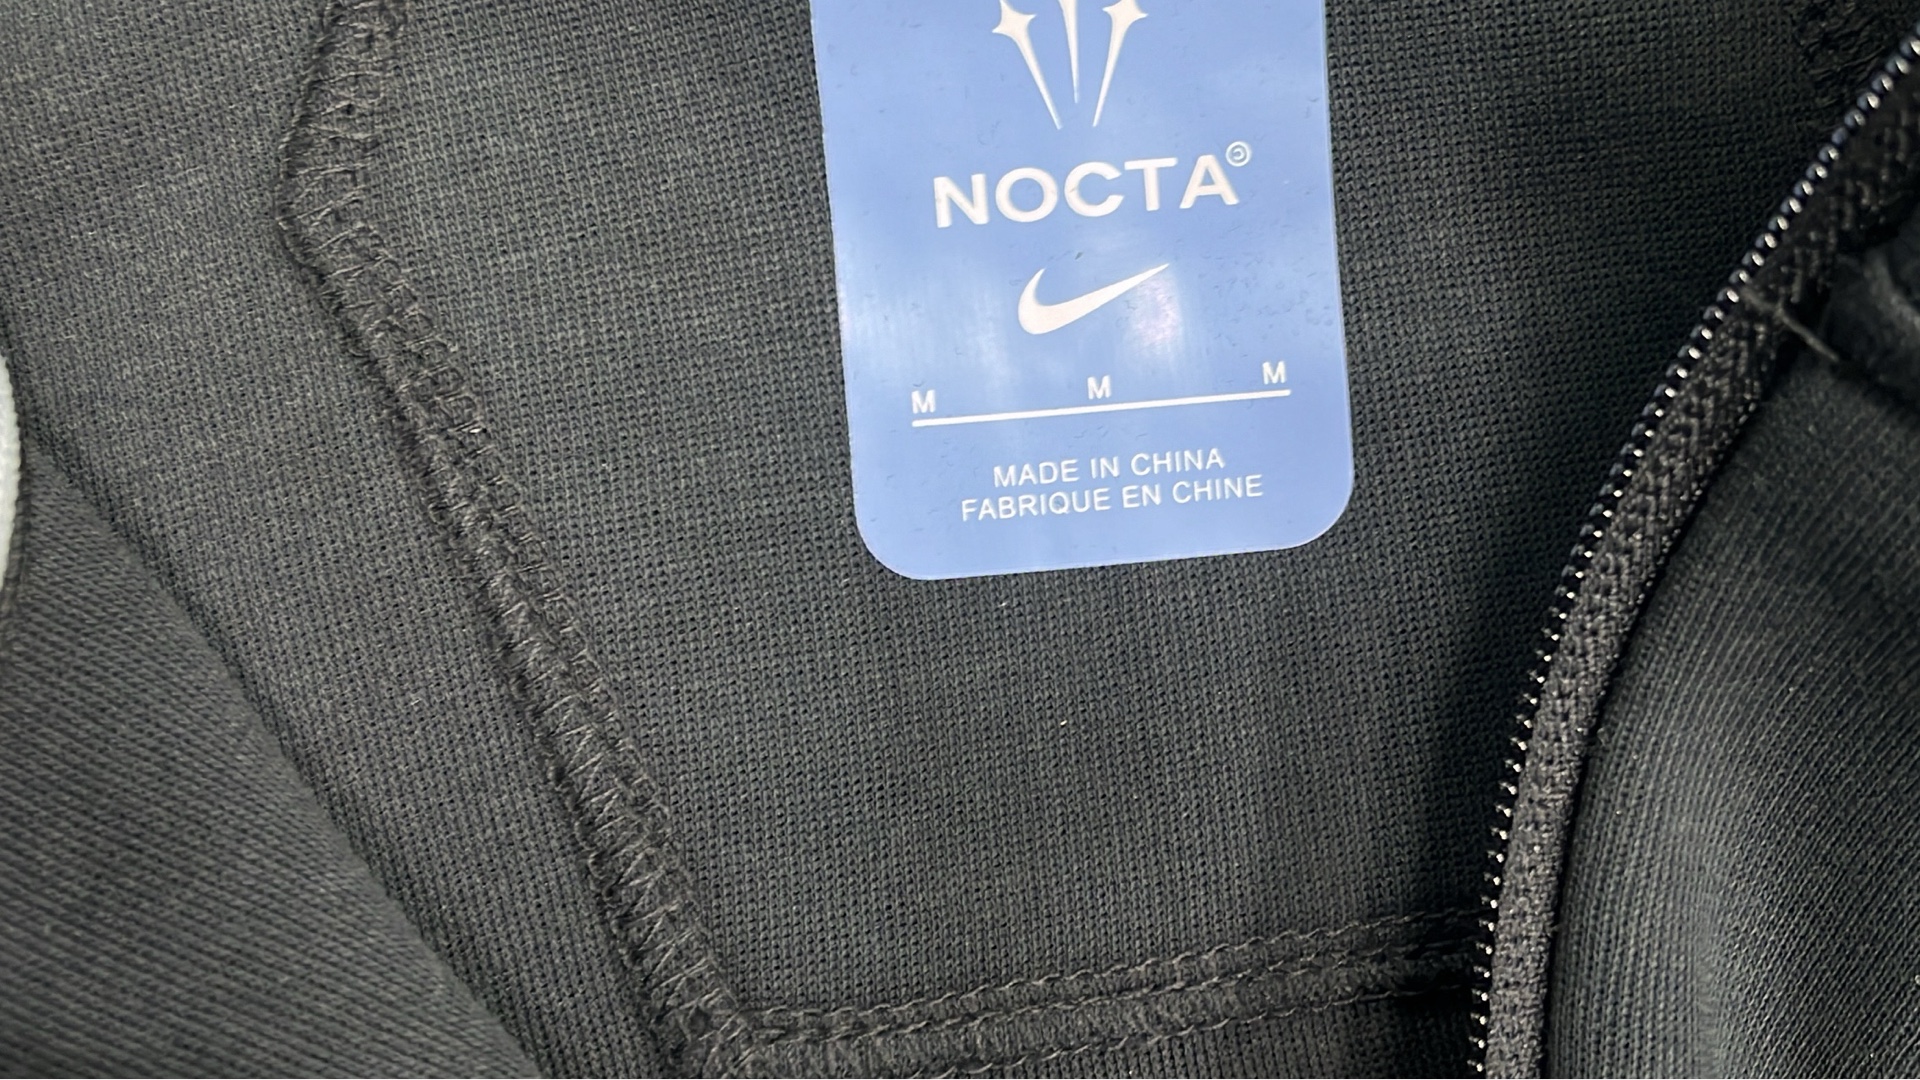 NOCTA©
M M M
MADE IN CHINA
FABRIQUE EN CHINE